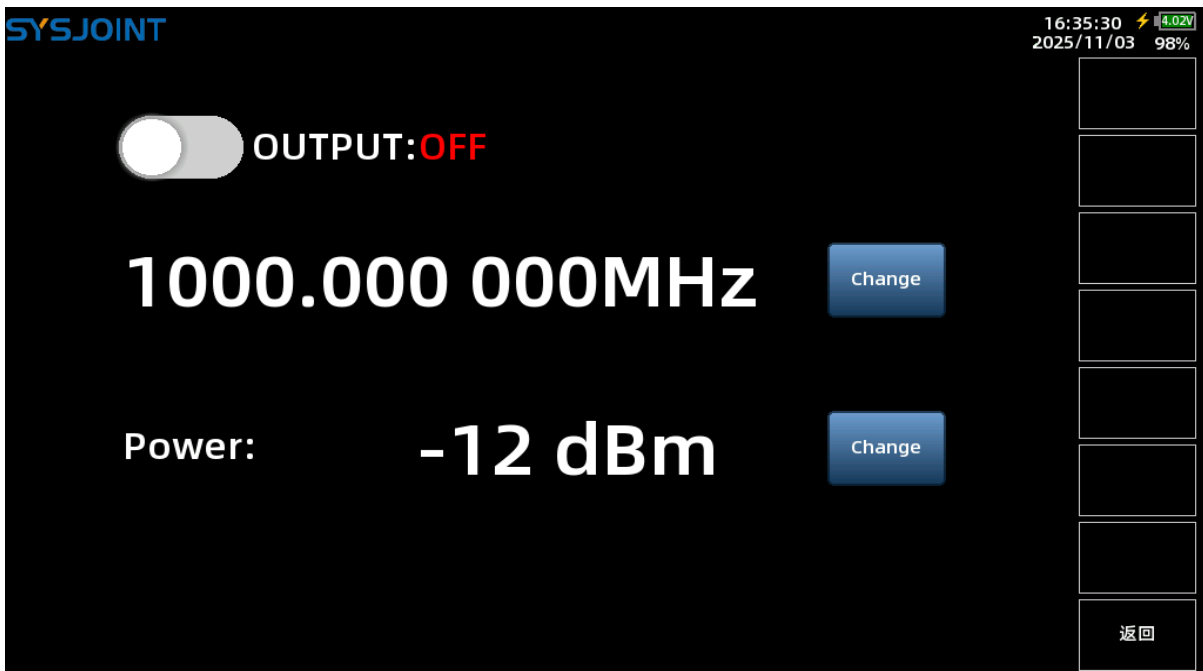 SYSJOINT
16:35:30 4.02V
2025/11/03 98%
OUTPUT:OFF
1000.000 000MHz
Change
Power:
-12 dBm
Change
返回